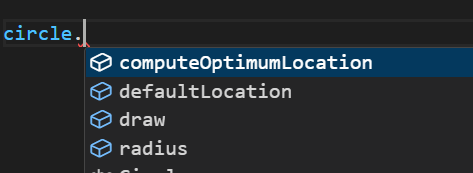 circle.
computeOptimumLocation
defaultLocation
draw
radius